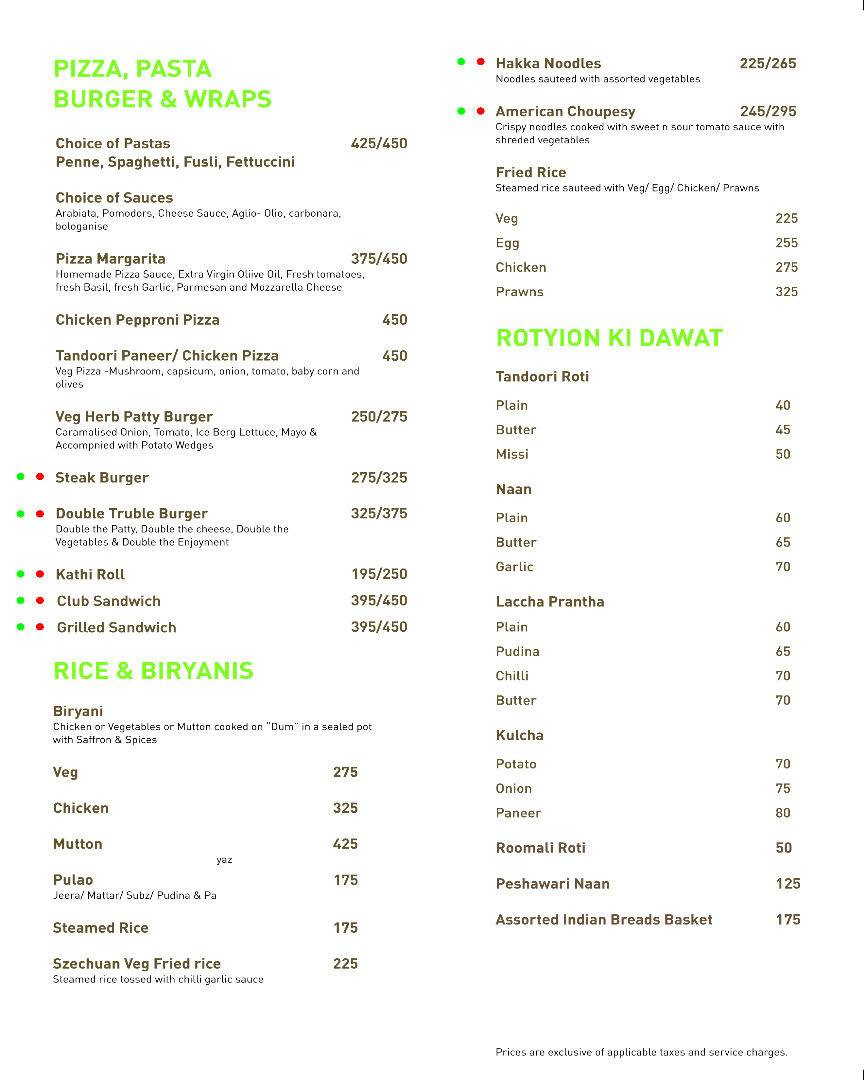 PIZZA, PASTA
BURGER & WRAPS
Choice of Pastas 425/450
Penne, Spaghetti, Fusli, Fettuccini
Choice of Sauces
Arabiata, Pomodors, Cheese Sauce, Aglio- Olio, carbonara,
bologanise
Pizza Margarita 375/450
Homemade Pizza Sauce, Extra Virgin Oliive Oil, Fresh tomatoes,
fresh Basil, fresh Garlic, Parmesan and Mozzarella Cheese
Chicken Pepproni Pizza 450
Tandoori Paneer/ Chicken Pizza 450
Veg Pizza -Mushroom, capsicum, onion, tomato, baby corn and
olives
Veg Herb Patty Burger 250/275
Caramalised Onion, Tomato, Ice Berg Lettuce, Mayo &
Accompnied with Potato Wedges
Steak Burger 275/325
Double Truble Burger 325/375
Double the Patty, Double the cheese, Double the
Vegetables & Double the Enjoyment
Kathi Roll 195/250
Club Sandwich 395/450
Grilled Sandwich 395/450
RICE & BIRYANIS
Biryani
Chicken or Vegetables or Mutton cooked on "Dum" in a sealed pot
with Saffron & Spices
Veg 275
Chicken 325
Mutton 425
yaz
Pulao 175
Jeera/ Mattar/ Subz/ Pudina & Pa
Steamed Rice 175
Szechuan Veg Fried rice 225
Steamed rice tossed with chilli garlic sauce
Hakka Noodles 225/265
Noodles sauteed with assorted vegetables
American Choupesy 245/295
Crispy noodles cooked with sweet n sour tomato sauce with
shreded vegetables
Fried Rice
Steamed rice sauteed with Veg/ Egg/ Chicken/ Prawns
Veg 225
Egg 255
Chicken 275
Prawns 325
ROTYION KI DAWAT
Tandoori Roti
Plain 40
Butter 45
Missi 50
Naan
Plain 60
Butter 65
Garlic 70
Laccha Prantha
Plain 60
Pudina 65
Chilli 70
Butter 70
Kulcha
Potato 70
Onion 75
Paneer 80
Roomali Roti 50
Peshawari Naan 125
Assorted Indian Breads Basket 175
Prices are exclusive of applicable taxes and service charges.